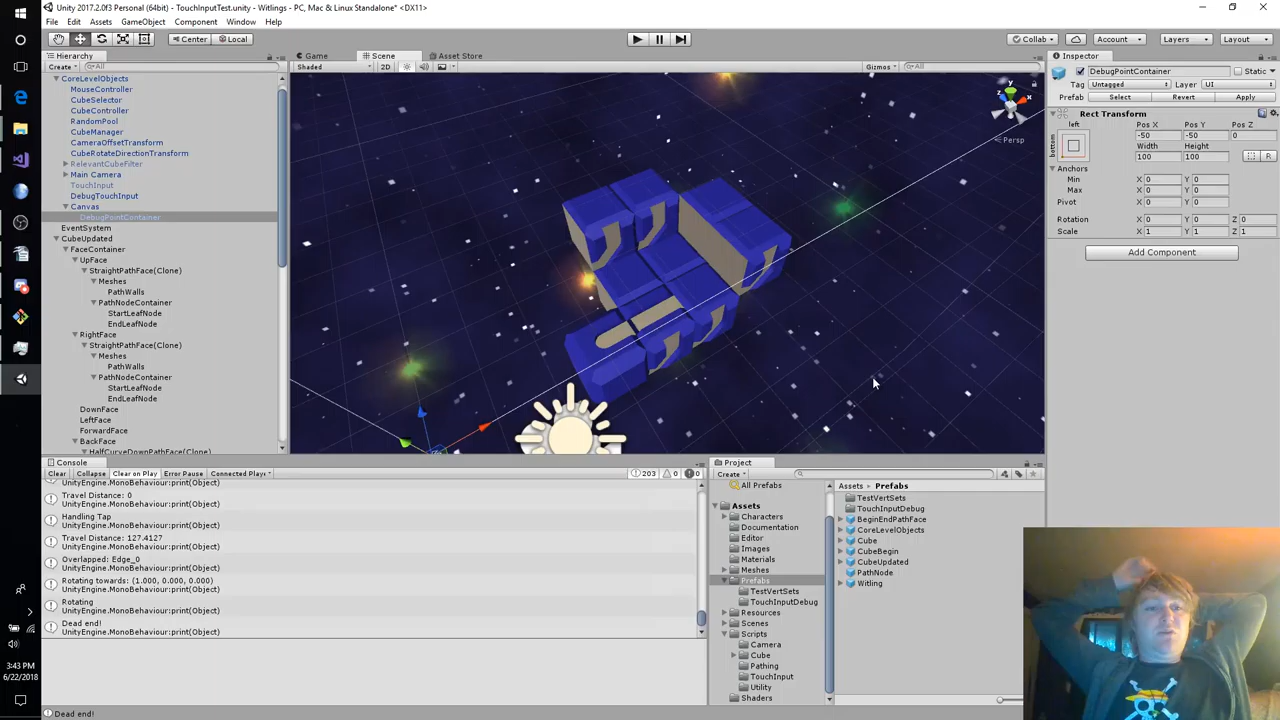 Unity 2017.2.0f3 Personal (64bit) - TouchInputTest.unity - Witlings - PC, Mac & Linux Standalone* <DX11>
File Edit Assets GameObject Component Window Help
Center Local Collab Account Layers Layout
Hierarchy Game Scene Asset Store Inspector
Create All Shaded 2D Gizmos All
CoreLevelObjects
MouseController
CubeSelector
CubeController
RandomPool
CubeManager
CameraOffsetTransform
CubeRotateDirectionTransform
RelevantCubeFilter
Main Camera
TouchInput
DebugTouchInput
Canvas
DebugPointContainer
EventSystem
CubeUpdated
FaceContainer
UpFace
StraightPathFace(Clone)
Meshes
PathWalls
PathNodeContainer
StartLeafNode
EndLeafNode
RightFace
StraightPathFace(Clone)
Meshes
PathWalls
PathNodeContainer
StartLeafNode
EndLeafNode
DownFace
LeftFace
ForwardFace
BackFace
HalfCurveDownPathFace(Clone)
y
x
z
Persp
DebugPointContainer Static
Tag Untagged Layer UI
Prefab Select Revert Apply
Rect Transform
left Pos X Pos Y Pos Z
bottom -50 -50 0
Width Height
100 100 R
Anchors
Min X 0 Y 0
Max X 0 Y 0
Pivot X 0 Y 0
Rotation X 0 Y 0 Z 0
Scale X 1 Y 1 Z 1
Add Component
Console
Clear Collapse Clear on Play Error Pause Connected Play 203 0 0
UnityEngine.MonoBehaviour:print(Object)
Travel Distance: 0
UnityEngine.MonoBehaviour:print(Object)
Handling Tap
UnityEngine.MonoBehaviour:print(Object)
Travel Distance: 127.4127
UnityEngine.MonoBehaviour:print(Object)
Overlapped: Edge_0
UnityEngine.MonoBehaviour:print(Object)
Rotating towards: (1.000, 0.000, 0.000)
UnityEngine.MonoBehaviour:print(Object)
Rotating
UnityEngine.MonoBehaviour:print(Object)
Dead end!
UnityEngine.MonoBehaviour:print(Object)
Project
Create
All Prefabs
Assets
Characters
Documentation
Editor
Images
Materials
Meshes
Prefabs
TestVertSets
TouchInputDebug
Resources
Scenes
Scripts
Camera
Cube
Pathing
TouchInput
Utility
Shaders
Assets Prefabs
TestVertSets
TouchInputDebug
BeginEndPathFace
CoreLevelObjects
Cube
CubeBegin
CubeUpdated
PathNode
Witling
3:43 PM
6/22/2018
Dead end!